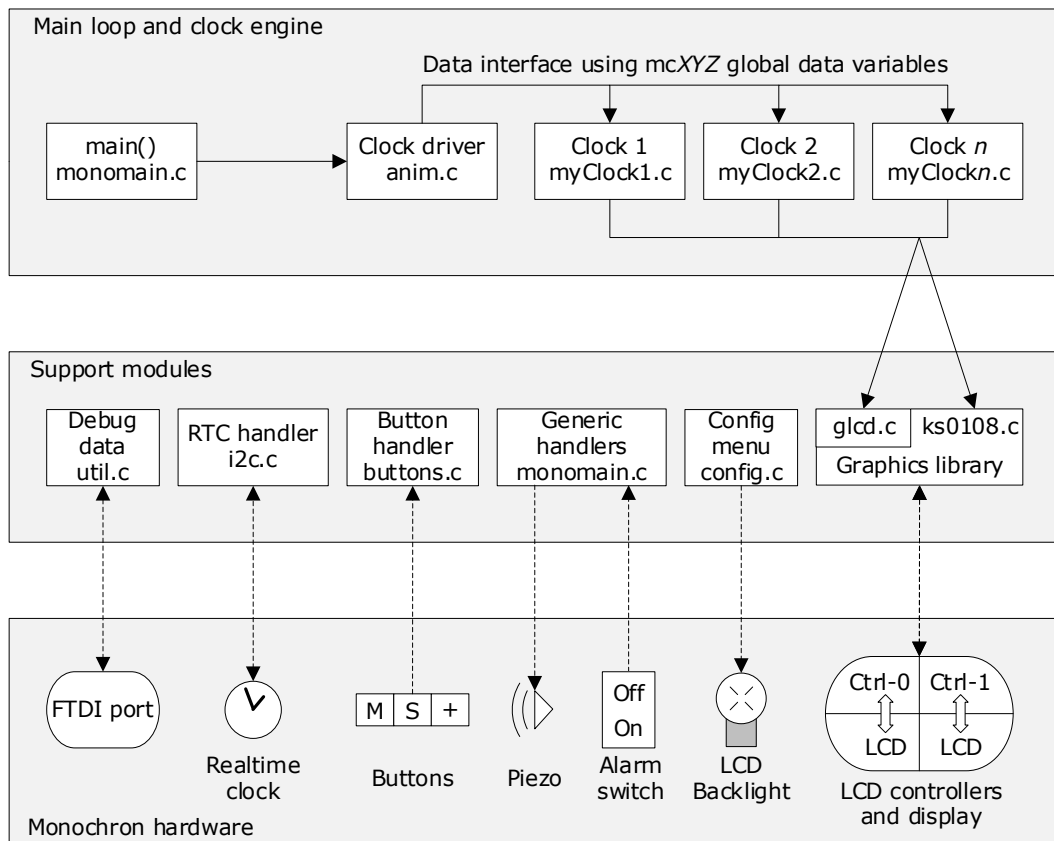 Main loop and clock engine
Data interface using mcXYZ global data variables
main()
monomain.c
Clock driver
anim.c
Clock 1
myClock1.c
Clock 2
myClock2.c
Clock n
myClockn.c
Support modules
Debug
data
util.c
RTC handler
i2c.c
Button
handler
buttons.c
Generic
handlers
monomain.c
Config
menu
config.c
glcd.c
ks0108.c
Graphics library
FTDI port
Realtime
clock
M S +
Buttons
Piezo
Off
On
Alarm
switch
LCD
Backlight
Ctrl-0
Ctrl-1
LCD
LCD
LCD controllers
and display
Monochron hardware